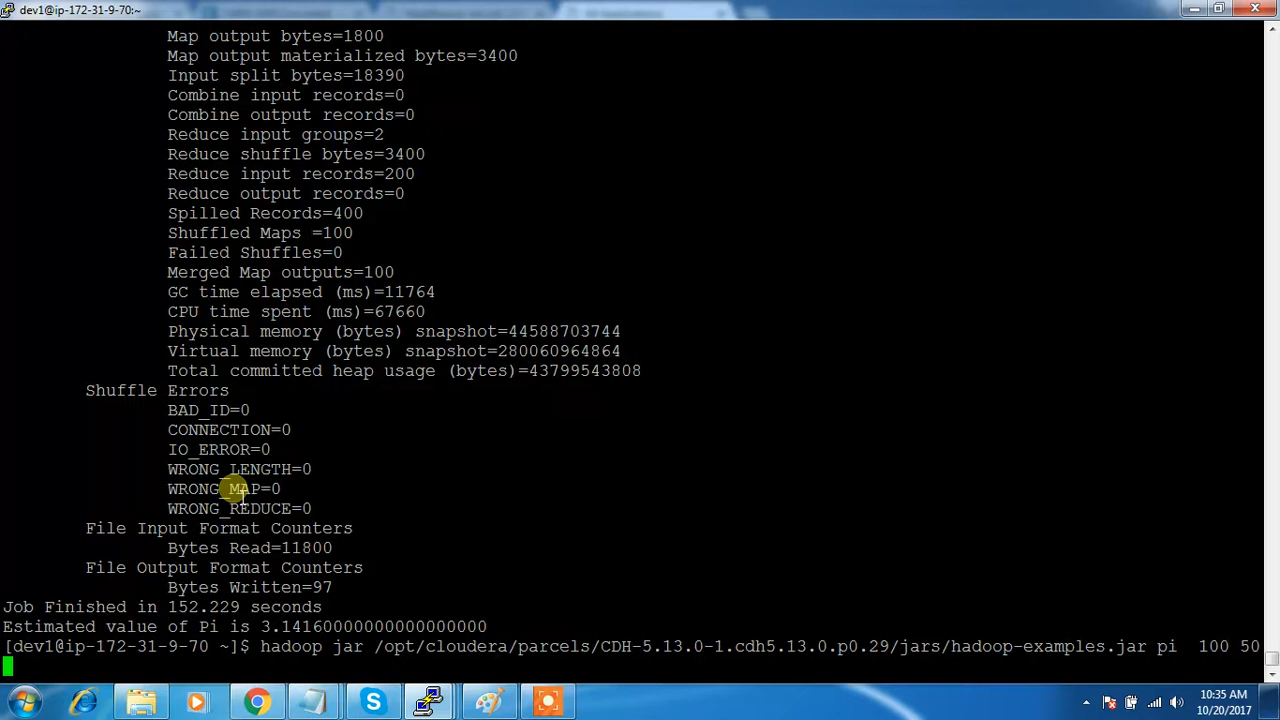 dev1@ip-172-31-9-70:~
Map output bytes=1800
Map output materialized bytes=3400
Input split bytes=18390
Combine input records=0
Combine output records=0
Reduce input groups=2
Reduce shuffle bytes=3400
Reduce input records=200
Reduce output records=0
Spilled Records=400
Shuffled Maps =100
Failed Shuffles=0
Merged Map outputs=100
GC time elapsed (ms)=11764
CPU time spent (ms)=67660
Physical memory (bytes) snapshot=44588703744
Virtual memory (bytes) snapshot=280060964864
Total committed heap usage (bytes)=43799543808
Shuffle Errors
BAD_ID=0
CONNECTION=0
IO_ERROR=0
WRONG_LENGTH=0
WRONG_MAP=0
WRONG_REDUCE=0
File Input Format Counters
Bytes Read=11800
File Output Format Counters
Bytes Written=97
Job Finished in 152.229 seconds
Estimated value of Pi is 3.14160000000000000000
[dev1@ip-172-31-9-70 ~]$ hadoop jar /opt/cloudera/parcels/CDH-5.13.0-1.cdh5.13.0.p0.29/jars/hadoop-examples.jar pi  100 50
10:35 AM
10/20/2017